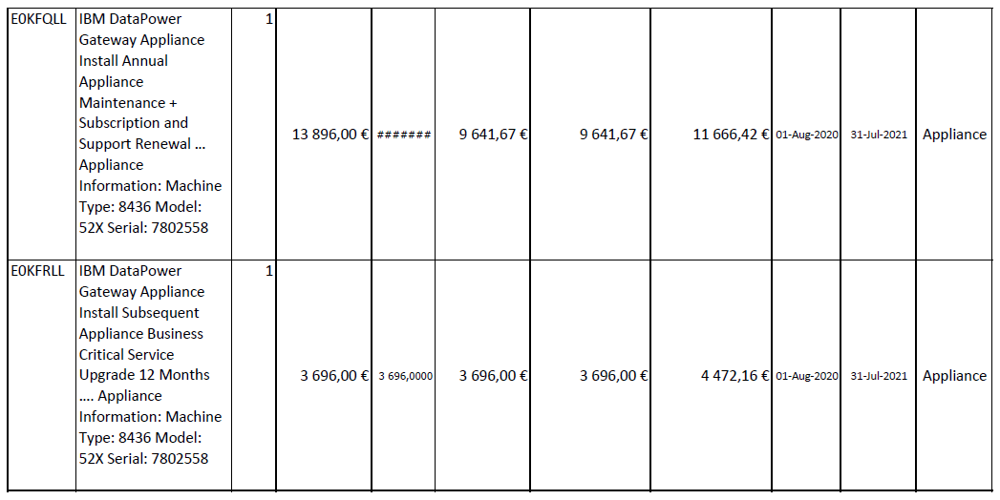 E0KFQLL IBM DataPower 1
Gateway Appliance
Install Annual
Appliance
Maintenance +
Subscription and
Support Renewal ...
13 896,00 € ####### 9 641,67 € 9 641,67 € 11 666,42 € 01-Aug-2020 31-Jul-2021 Appliance
Appliance
Information: Machine
Type: 8436 Model:
52X Serial: 7802558
E0KFRLL IBM DataPower 1
Gateway Appliance
Install Subsequent
Appliance Business
Critical Service
Upgrade 12 Months
3 696,00 € 3 696,0000 3 696,00 € 3 696,00 € 4 472,16 € 01-Aug-2020 31-Jul-2021 Appliance
.... Appliance
Information: Machine
Type: 8436 Model:
52X Serial: 7802558